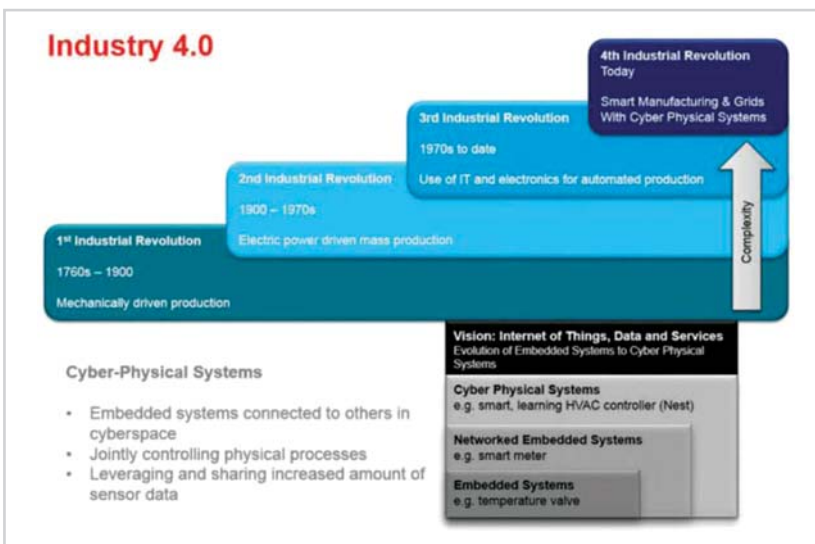 Industry 4.0
4th Industrial Revolution
Today
Smart Manufacturing & Grids
With Cyber Physical Systems
3rd Industrial Revolution
1970s to date
Use of IT and electronics for automated production
2nd Industrial Revolution
1900 – 1970s
Electric power driven mass production
1st Industrial Revolution
1760s – 1900
Mechanically driven production
Complexity
Vision: Internet of Things, Data and Services
Evolution of Embedded Systems to Cyber Physical
Systems
Cyber Physical Systems
e.g. smart, learning HVAC controller (Nest)
Networked Embedded Systems
e.g. smart meter
Embedded Systems
e.g. temperature valve
Cyber-Physical Systems
• Embedded systems connected to others in
cyberspace
• Jointly controlling physical processes
• Leveraging and sharing increased amount of
sensor data